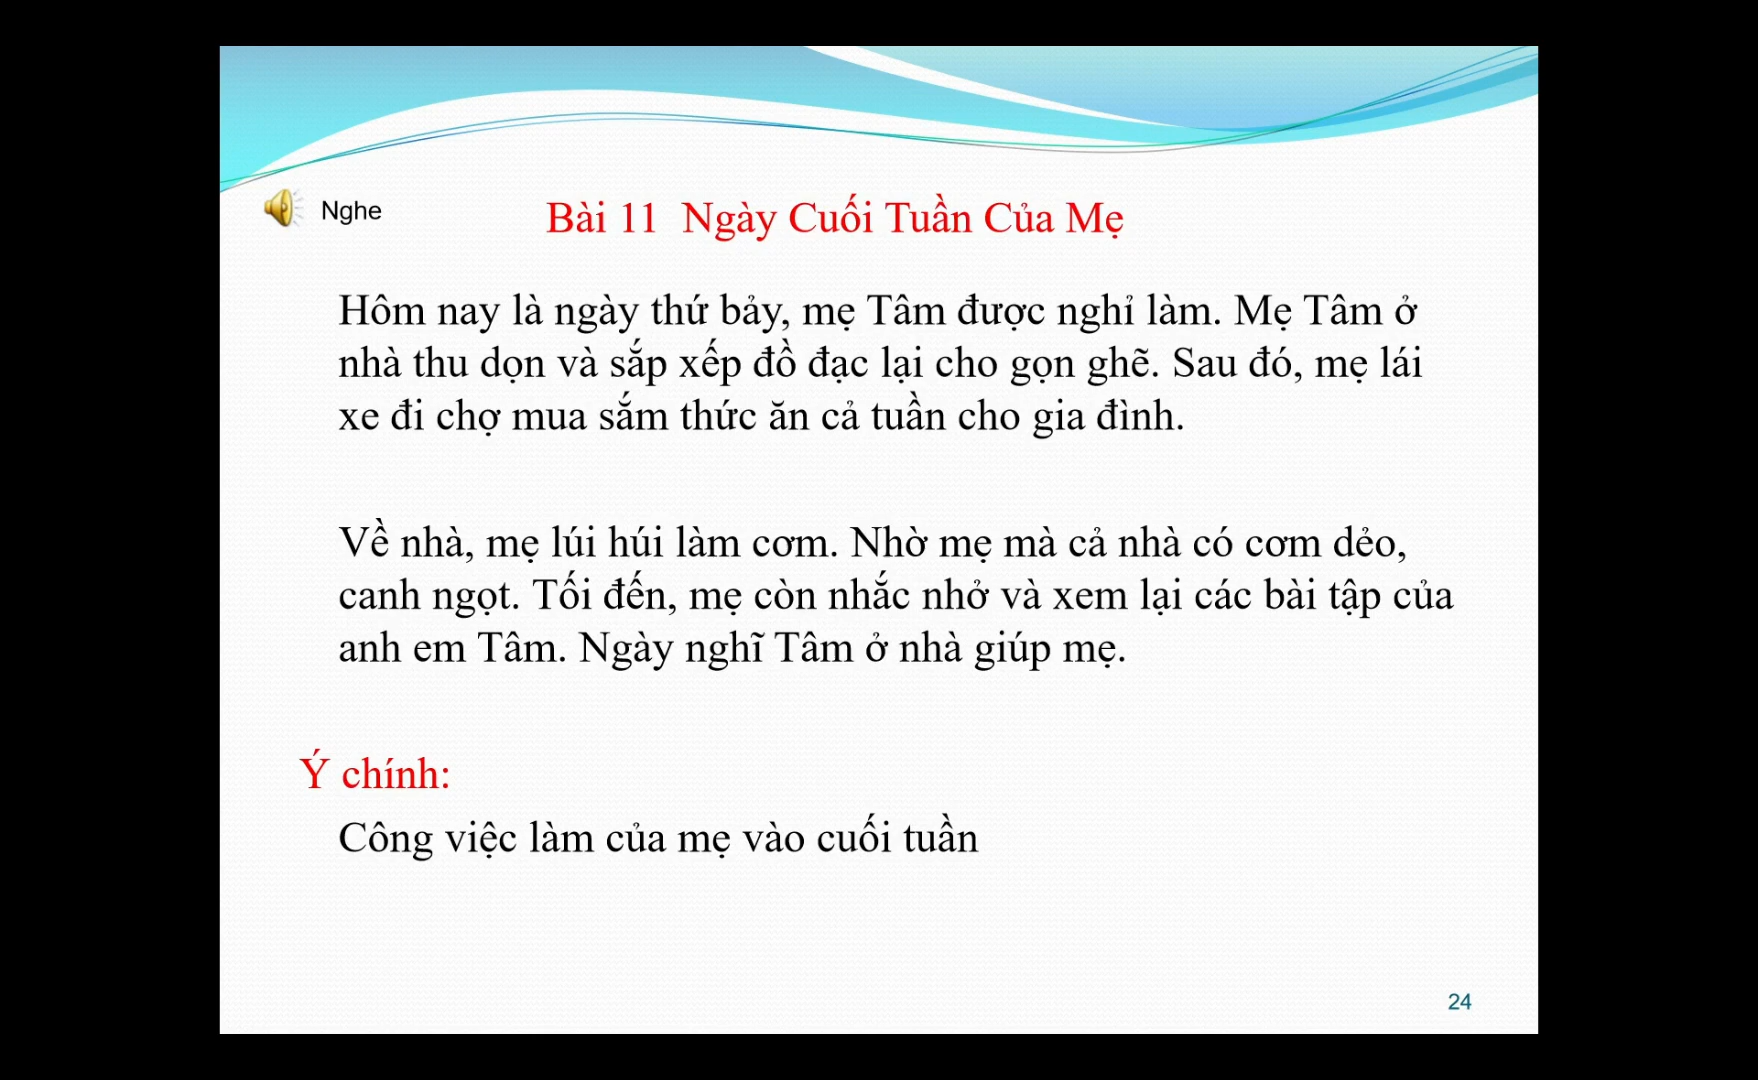 Nghe
Bài 11 Ngày Cuối Tuần Của Mẹ
Hôm nay là ngày thứ bảy, mẹ Tâm được nghỉ làm. Mẹ Tâm ở
nhà thu dọn và sắp xếp đồ đạc lại cho gọn ghẽ. Sau đó, mẹ lái
xe đi chợ mua sắm thức ăn cả tuần cho gia đình.
Về nhà, mẹ lúi húi làm cơm. Nhờ mẹ mà cả nhà có cơm dẻo,
canh ngọt. Tối đến, mẹ còn nhắc nhở và xem lại các bài tập của
anh em Tâm. Ngày nghĩ Tâm ở nhà giúp mẹ.
Ý chính:
Công việc làm của mẹ vào cuối tuần
24